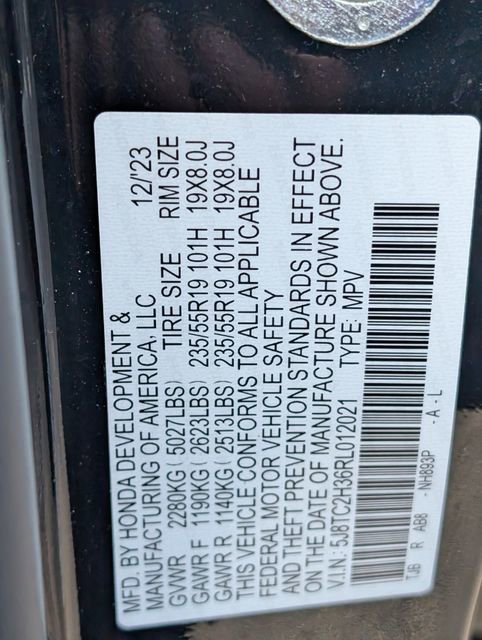 MFD. BY HONDA DEVELOPMENT &
MANUFACTURING OF AMERICA, LLC 12/'23
GVWR 2280KG ( 5027LBS) TIRE SIZE RIM SIZE
GAWR F 1190KG ( 2623LBS) 235/55R19 101H 19X8.0J
GAWR R 1140KG ( 2513LBS) 235/55R19 101H 19X8.0J
THIS VEHICLE CONFORMS TO ALL APPLICABLE
FEDERAL MOTOR VEHICLE SAFETY
THEFT PREVENTION STANDARDS IN EFFECT
ON THE DATE OF MANUFACTURE SHOWN ABOVE.
V.I.N.: 5J8TC2H36RL012021 TYPE: MPV
TJB R AB8 -NH893P -A-L